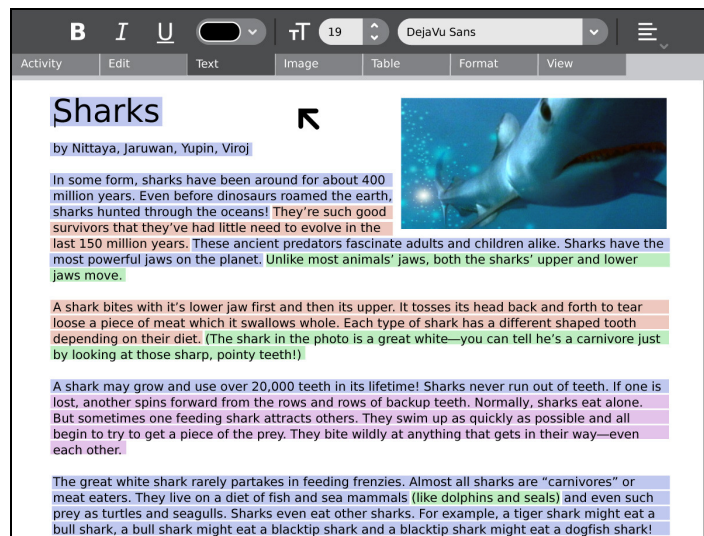 B I U TT 19 DejaVu Sans
Activity Edit Text Image Table Format View
Sharks
by Nittaya, Jaruwan, Yupin, Viroj
In some form, sharks have been around for about 400
million years. Even before dinosaurs roamed the earth,
sharks hunted through the oceans! They’re such good
survivors that they’ve had little need to evolve in the
last 150 million years. These ancient predators fascinate adults and children alike. Sharks have the
most powerful jaws on the planet. Unlike most animals’ jaws, both the sharks’ upper and lower
jaws move.
A shark bites with it’s lower jaw first and then its upper. It tosses its head back and forth to tear
loose a piece of meat which it swallows whole. Each type of shark has a different shaped tooth
depending on their diet. (The shark in the photo is a great white—you can tell he’s a carnivore just
by looking at those sharp, pointy teeth!)
A shark may grow and use over 20,000 teeth in its lifetime! Sharks never run out of teeth. If one is
lost, another spins forward from the rows and rows of backup teeth. Normally, sharks eat alone.
But sometimes one feeding shark attracts others. They swim up as quickly as possible and all
begin to try to get a piece of the prey. They bite wildly at anything that gets in their way—even
each other.
The great white shark rarely partakes in feeding frenzies. Almost all sharks are “carnivores” or
meat eaters. They live on a diet of fish and sea mammals (like dolphins and seals) and even such
prey as turtles and seagulls. Sharks even eat other sharks. For example, a tiger shark might eat a
bull shark, a bull shark might eat a blacktip shark and a blacktip shark might eat a dogfish shark!